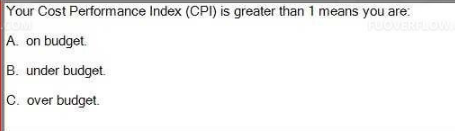 Your Cost Performance Index (CPI) is greater than 1 means you are:
A. on budget.
B. under budget.
C. over budget.